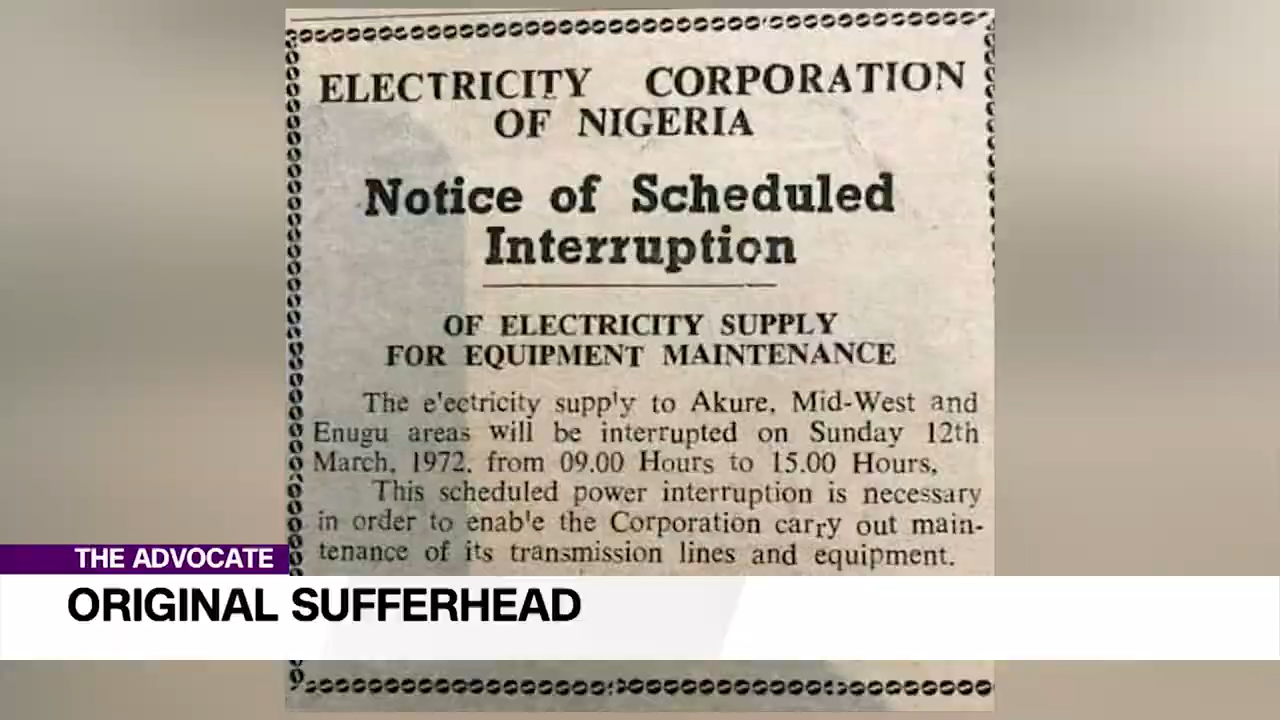 ELECTRICITY CORPORATION
OF NIGERIA
Notice of Scheduled
Interruption
OF ELECTRICITY SUPPLY
FOR EQUIPMENT MAINTENANCE
The e'ectricity supp'y to Akure, Mid-West and
Enugu areas will be interrupted on Sunday 12th
March, 1972, from 09.00 Hours to 15.00 Hours,
This scheduled power interruption is necessary
in order to enab'e the Corporation carry out main-
tenance of its transmission lines and equipment.
THE ADVOCATE
ORIGINAL SUFFERHEAD